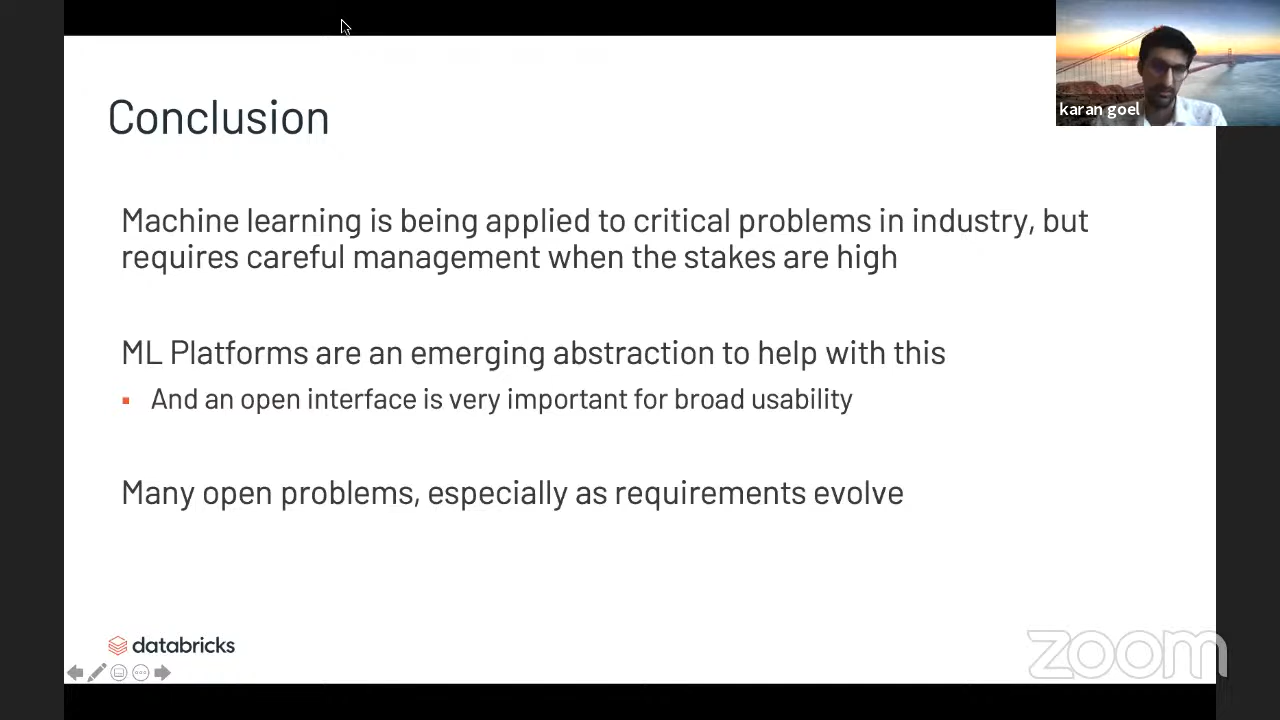 Conclusion
karan goel
Machine learning is being applied to critical problems in industry, but
requires careful management when the stakes are high
ML Platforms are an emerging abstraction to help with this
And an open interface is very important for broad usability
Many open problems, especially as requirements evolve
databricks
zoom